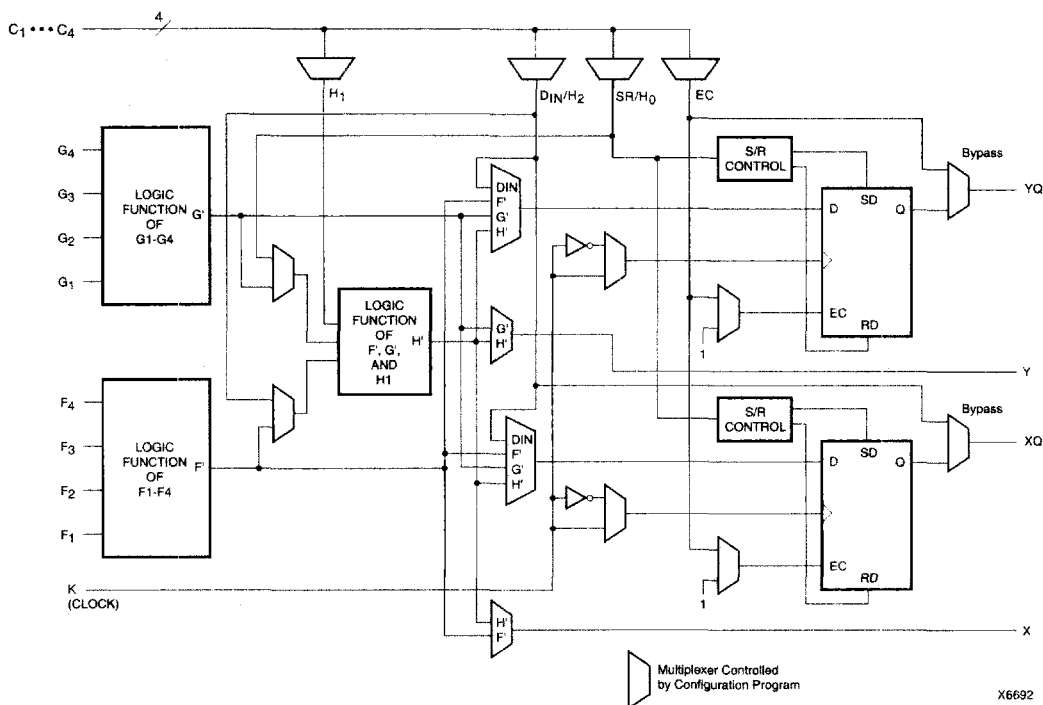 C1 ••• C4
4
H1
DIN/H2
SR/H0
EC
G4
G3
G2
G1
LOGIC
FUNCTION
OF
G1-G4
G'
DIN
F'
G'
H'
S/R
CONTROL
D
SD
Q
EC
RD
1
Bypass
YQ
LOGIC
FUNCTION
OF
F', G',
AND
H1
H'
G'
H'
Y
F4
F3
F2
F1
LOGIC
FUNCTION
OF
F1-F4
F'
DIN
F'
G'
H'
S/R
CONTROL
D
SD
Q
EC
RD
1
Bypass
XQ
K
(CLOCK)
H'
F'
X
Multiplexer Controlled
by Configuration Program
X6692